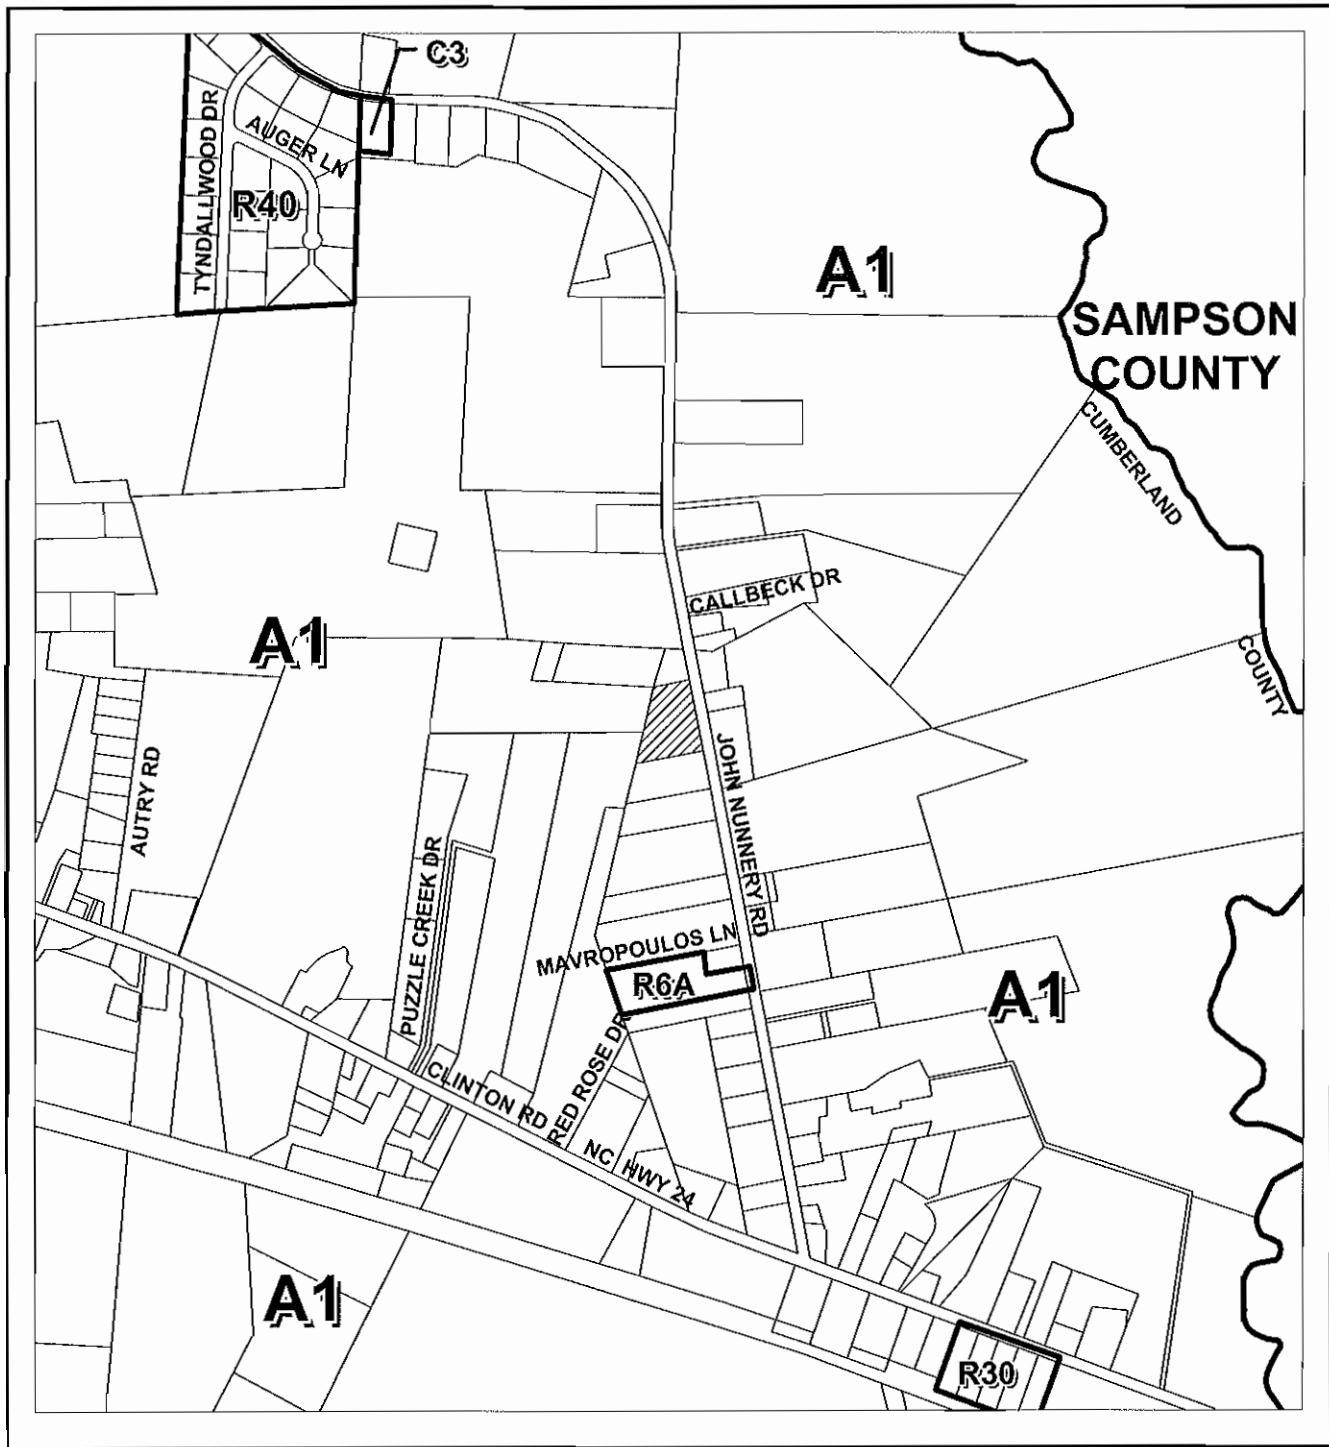 C3
TYNDALLWOOD DR
AUGER LN
R40
A1
SAMPSON
COUNTY
CUMBERLAND
COUNTY
CALLBECK DR
A1
JOHN NUNNERY RD
AUTRY RD
PUZZLE CREEK DR
MAVROPOULOS LN
R6A
A1
RED ROSE DR
CLINTON RD
NC HWY 24
A1
R30